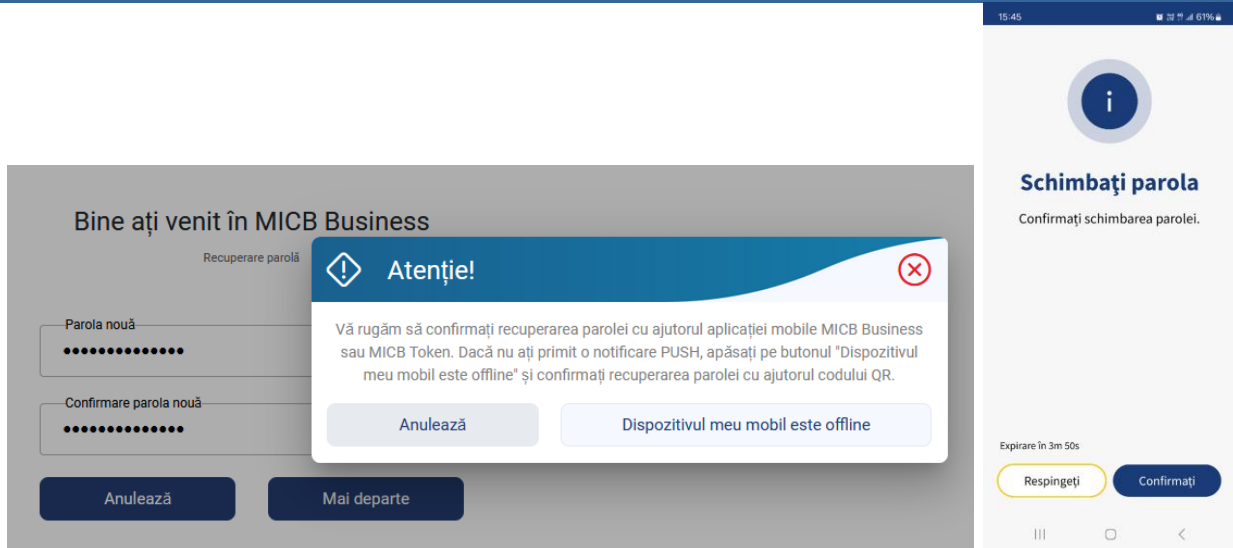 Bine ați venit în MICB Business
Recuperare parolă
Parola nouă
Confirmare parola nouă
Anulează
Mai departe
Atenție!
Vă rugăm să confirmați recuperarea parolei cu ajutorul aplicației mobile MICB Business
sau MICB Token. Dacă nu ați primit o notificare PUSH, apăsați pe butonul "Dispozitivul
meu mobil este offline" și confirmați recuperarea parolei cu ajutorul codului QR.
Anulează
Dispozitivul meu mobil este offline
15:45
61%
Schimbați parola
Confirmați schimbarea parolei.
Expirare în 3m 50s
Respingeți
Confirmați